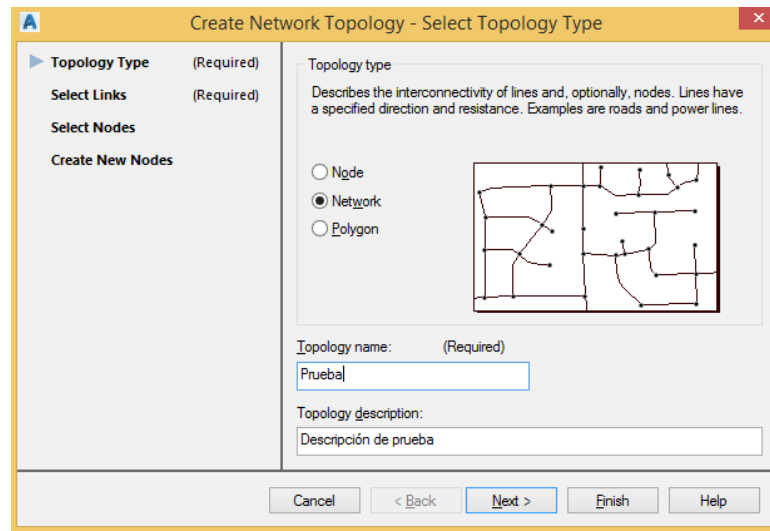 Create Network Topology - Select Topology Type
Topology Type (Required)
Select Links (Required)
Select Nodes
Create New Nodes
Topology type
Describes the interconnectivity of lines and, optionally, nodes. Lines have
a specified direction and resistance. Examples are roads and power lines.
Node
Network
Polygon
Topology name: (Required)
Prueba
Topology description:
Descripción de prueba
Cancel
< Back
Next >
Finish
Help